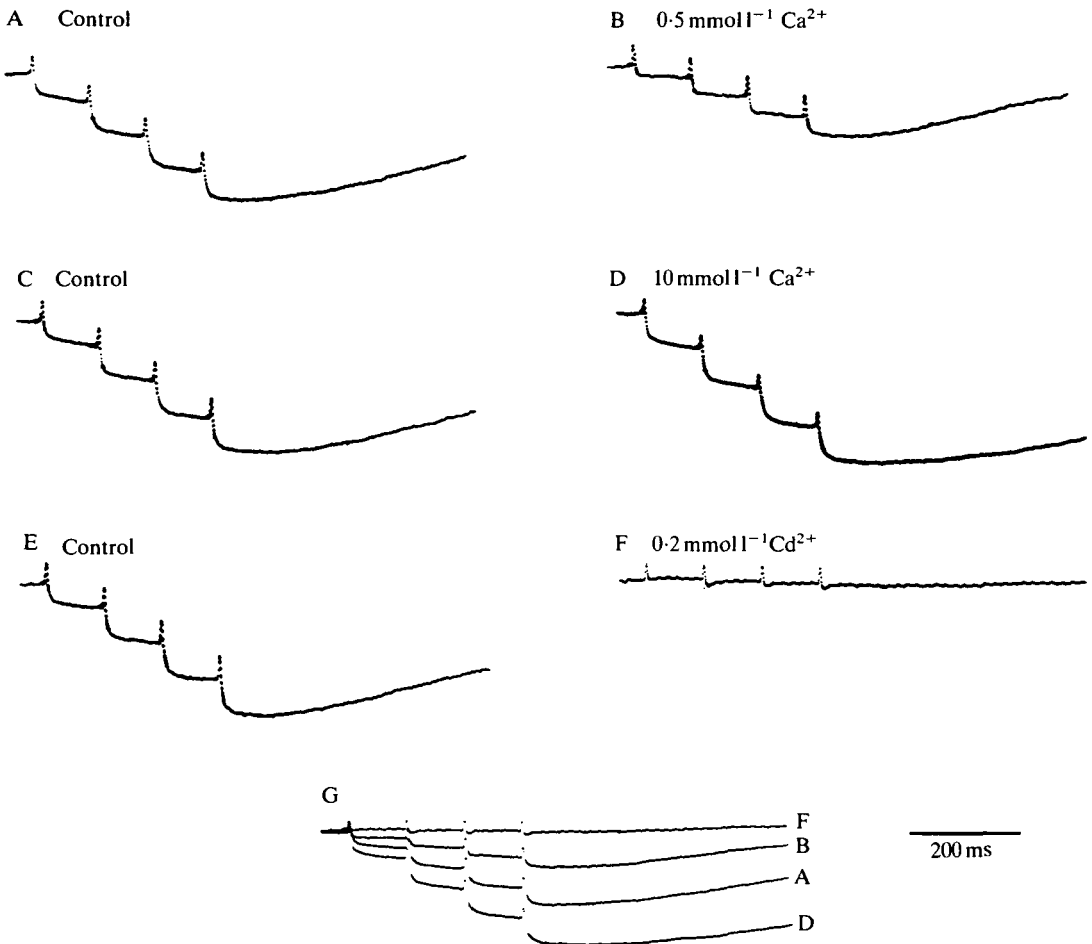 A Control
B 0·5 mmol l⁻¹ Ca²⁺
C Control
D 10 mmol l⁻¹ Ca²⁺
E Control
F 0·2 mmol l⁻¹ Cd²⁺
G
F
B
A
D
200 ms